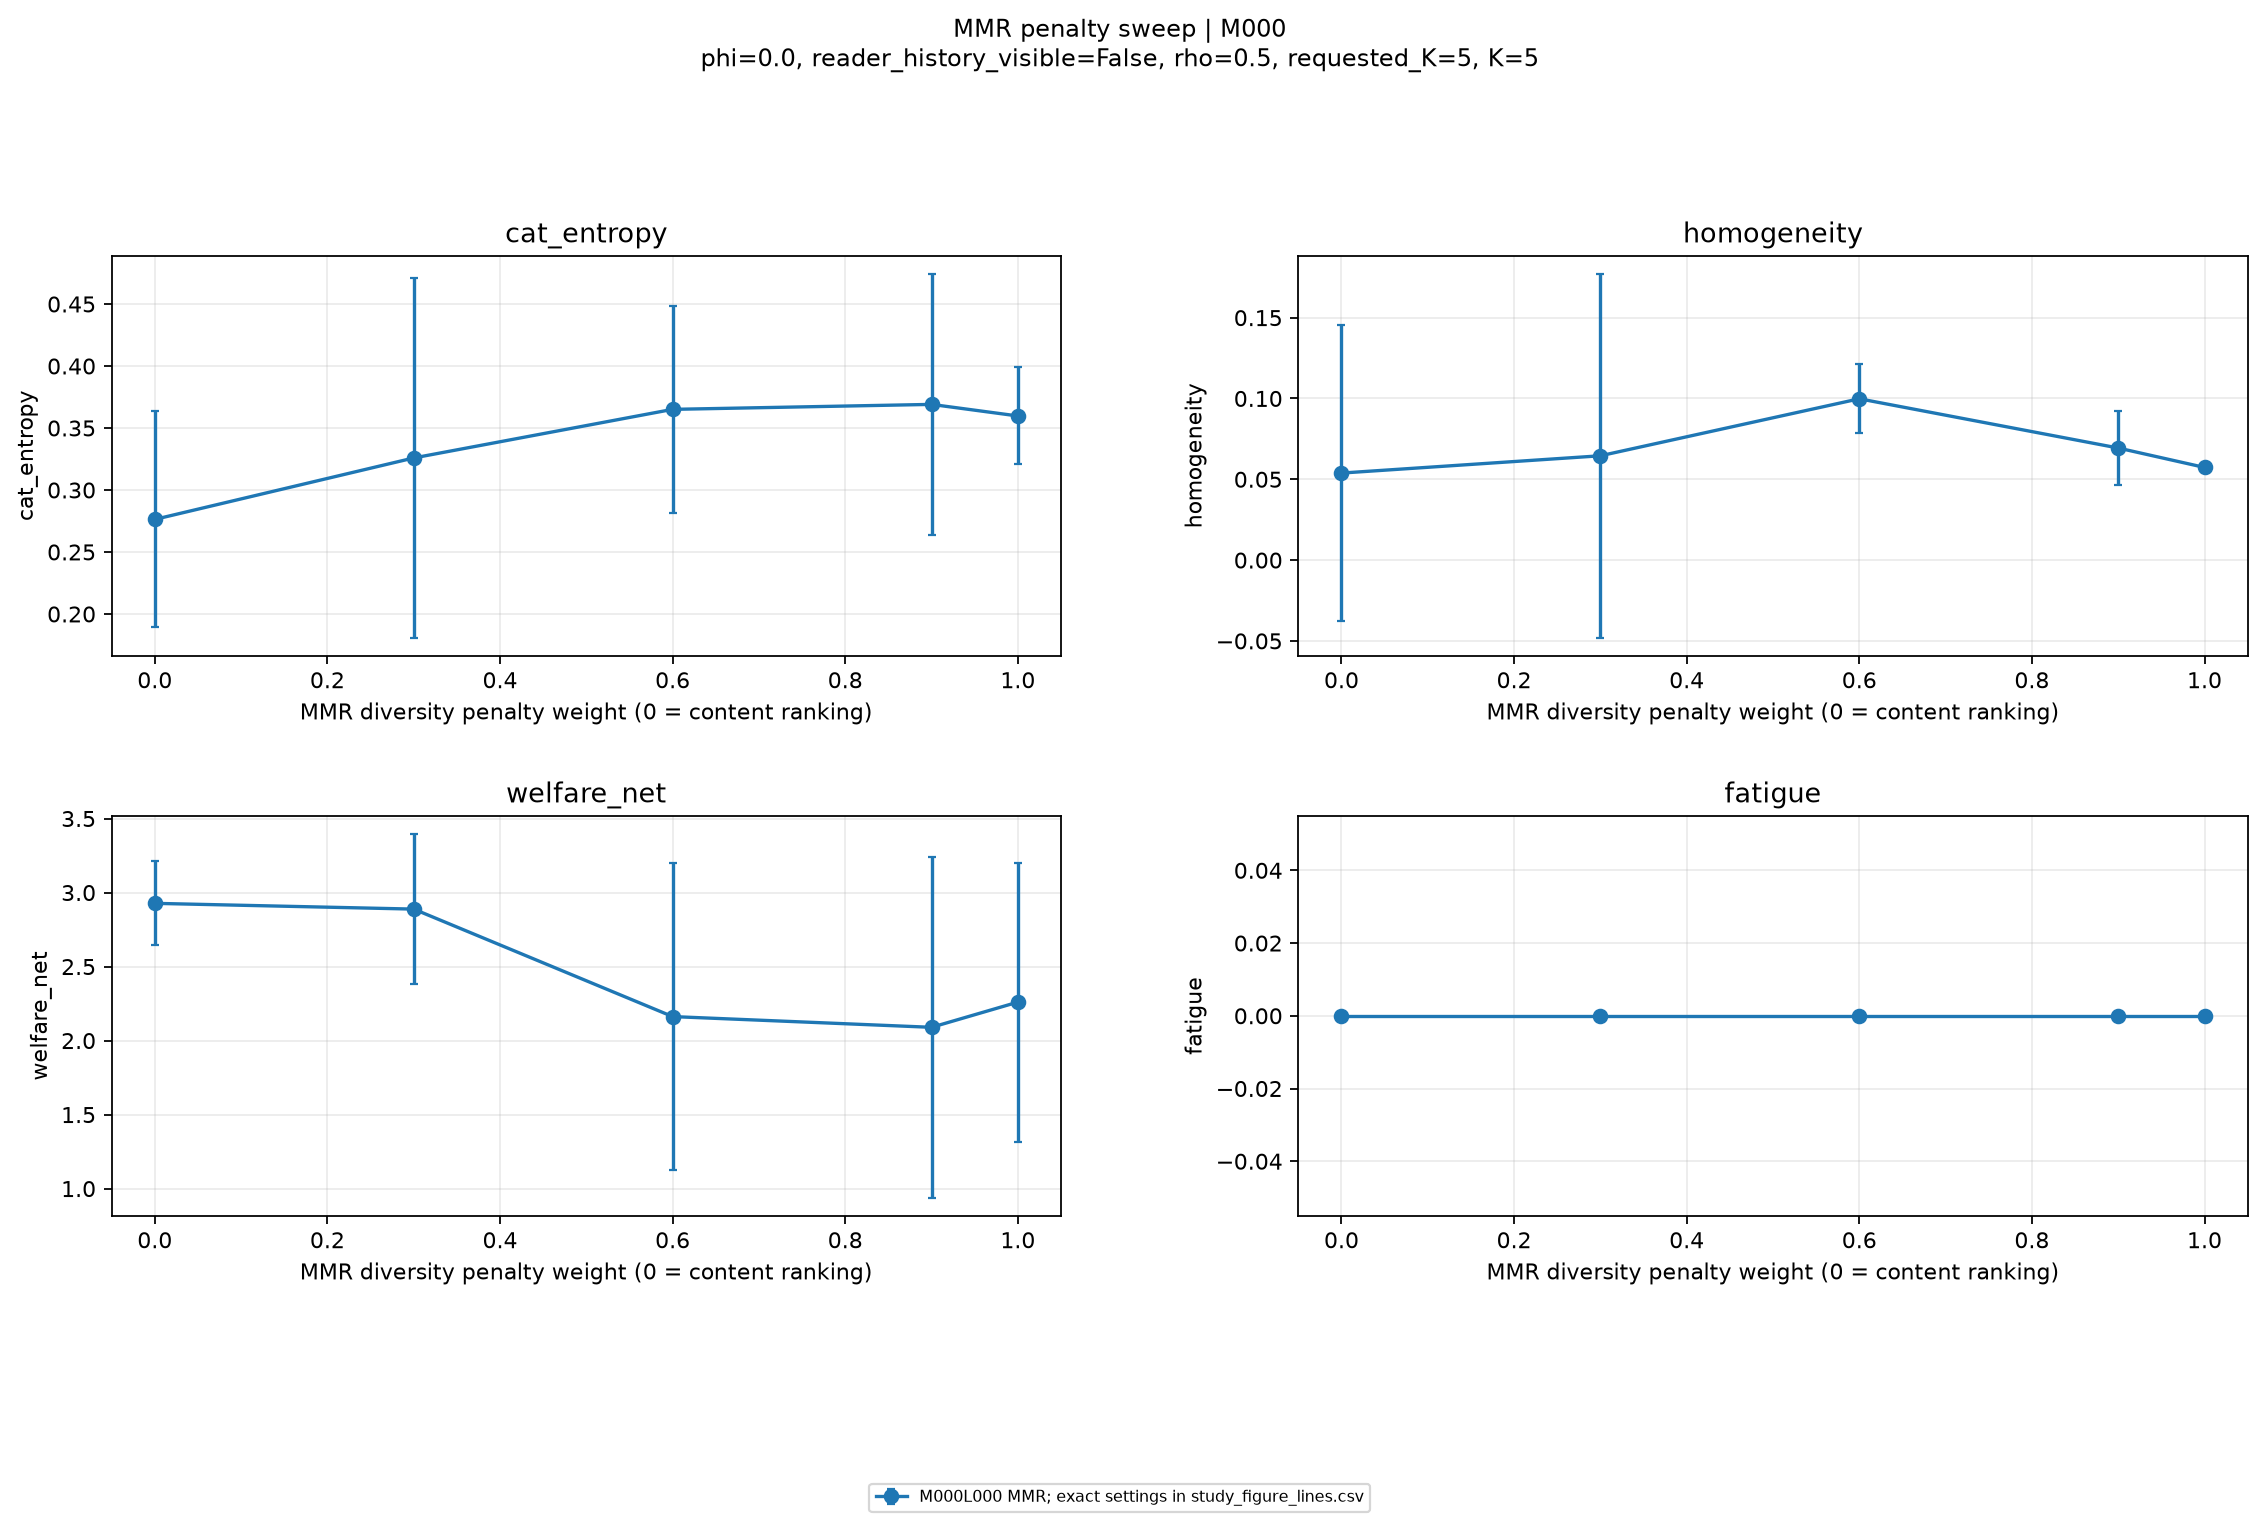 MMR penalty sweep | M000
phi=0.0, reader_history_visible=False, rho=0.5, requested_K=5, K=5
cat_entropy
cat_entropy
0.45
0.40
0.35
0.30
0.25
0.20
0.0 0.2 0.4 0.6 0.8 1.0
MMR diversity penalty weight (0 = content ranking)
homogeneity
homogeneity
0.15
0.10
0.05
0.00
−0.05
0.0 0.2 0.4 0.6 0.8 1.0
MMR diversity penalty weight (0 = content ranking)
welfare_net
welfare_net
3.5
3.0
2.5
2.0
1.5
1.0
0.0 0.2 0.4 0.6 0.8 1.0
MMR diversity penalty weight (0 = content ranking)
fatigue
fatigue
0.04
0.02
0.00
−0.02
−0.04
0.0 0.2 0.4 0.6 0.8 1.0
MMR diversity penalty weight (0 = content ranking)
M000L000 MMR; exact settings in study_figure_lines.csv